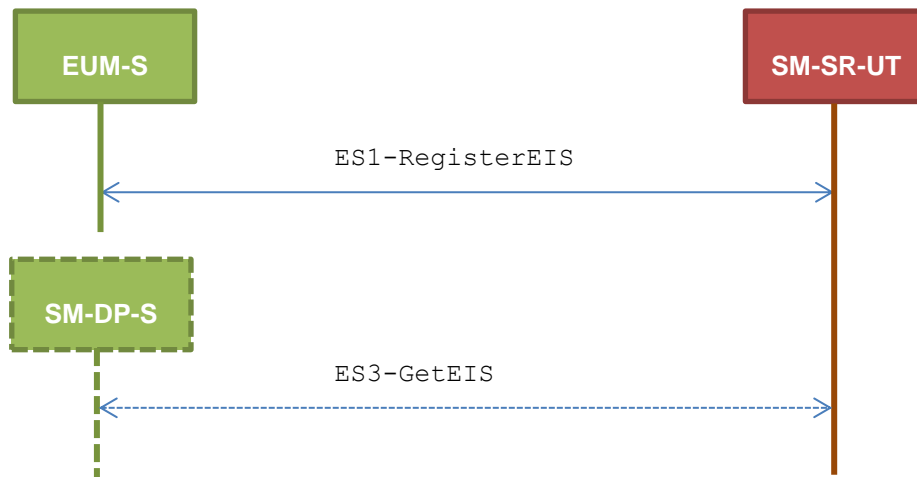 EUM-S
SM-SR-UT
ES1-RegisterEIS
SM-DP-S
ES3-GetEIS